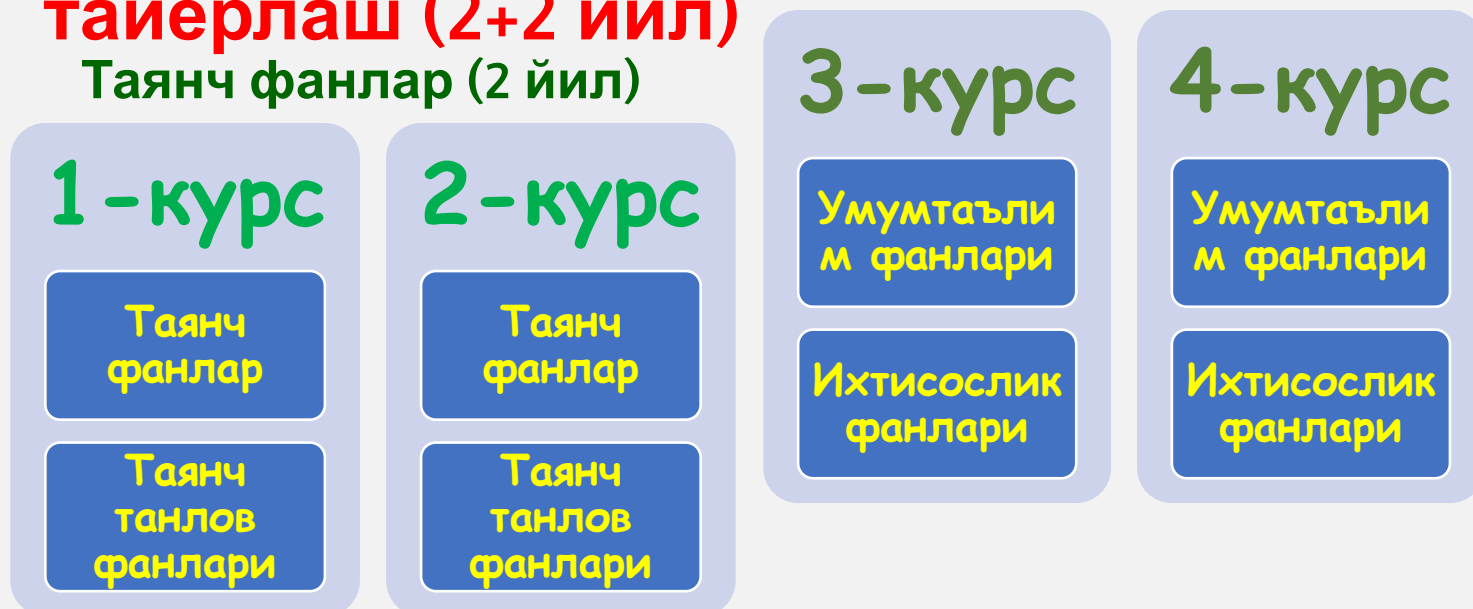 тайёрлаш (2+2 йил)
Таянч фанлар (2 йил)
1-курс
Таянч
фанлар
Таянч
танлов
фанлари
2-курс
Таянч
фанлар
Таянч
танлов
фанлари
3-курс
Умумтаъли
м фанлари
Ихтисослик
фанлари
4-курс
Умумтаъли
м фанлари
Ихтисослик
фанлари